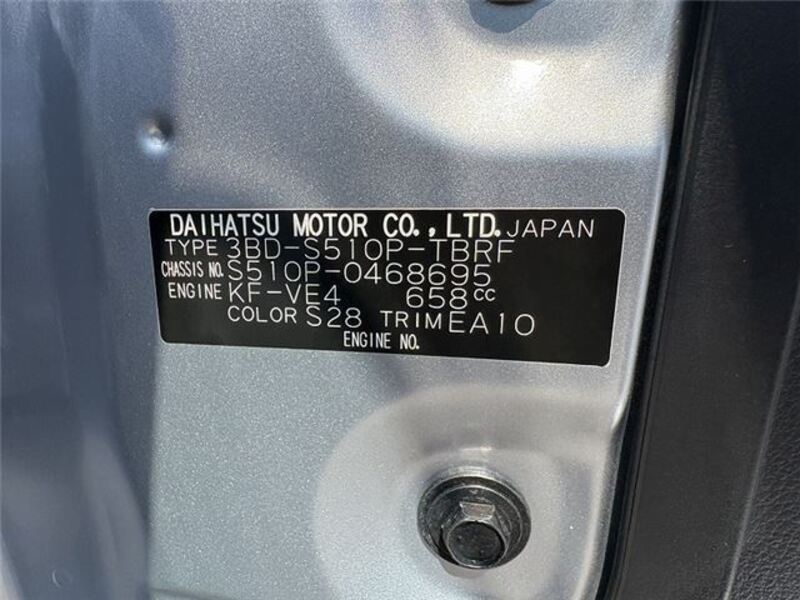 DAIHATSU MOTOR CO.,LTD. JAPAN
TYPE 3BD-S510P-TBRF
CHASSIS NO. S510P-0468695
ENGINE KF-VE4 658cc
COLOR S28 TRIM EA10
ENGINE NO.